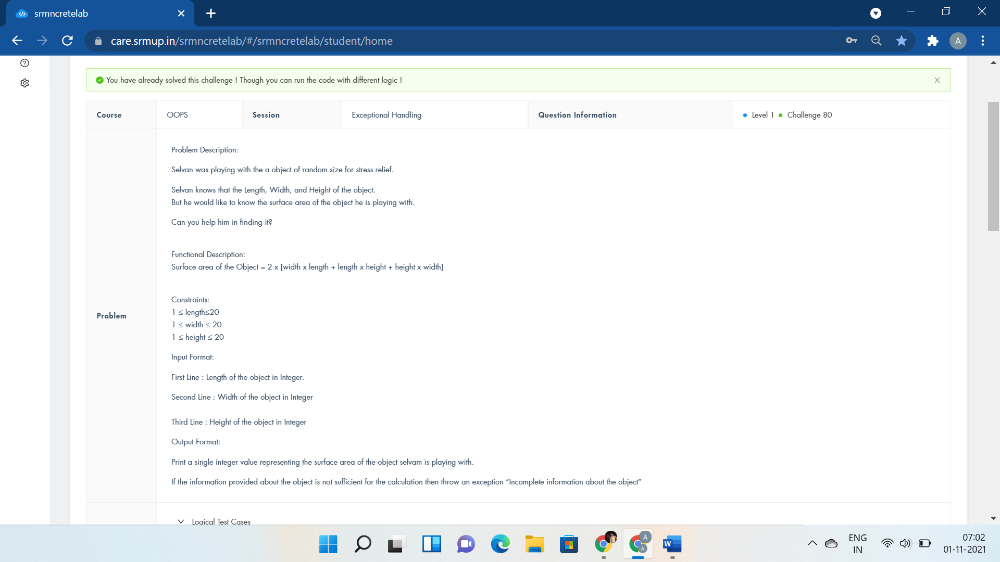 srmncretelab
care.srmup.in/srmncretelab/#/srmncretelab/student/home
A
You have already solved this challenge ! Though you can run the code with different logic !
Course
OOPS
Session
Exceptional Handling
Question Information
Level 1
Challenge 80
Problem
Problem Description:
Selvan was playing with the a object of random size for stress relief.
Selvan knows that the Length, Width, and Height of the object.
But he would like to know the surface area of the object he is playing with.
Can you help him in finding it?
Functional Description:
Surface area of the Object = 2 x [width x length + length x height + height x width]
Constraints:
1 ≤ length≤20
1 ≤ width ≤ 20
1 ≤ height ≤ 20
Input Format:
First Line : Length of the object in Integer.
Second Line : Width of the object in Integer
Third Line : Height of the object in Integer
Output Format:
Print a single integer value representing the surface area of the object selvam is playing with.
If the information provided about the object is not sufficient for the calculation then throw an exception “Incomplete information about the object”
Logical Test Cases
A
A
W
ENG
IN
07:02
01-11-2021